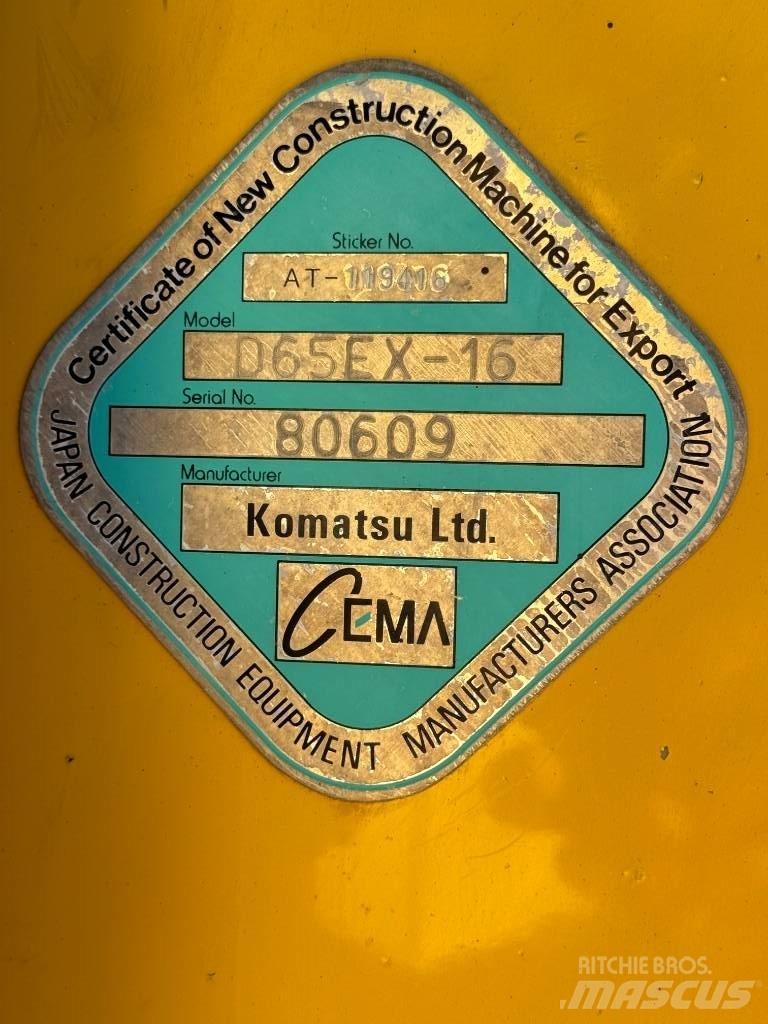 Certificate of New Construction Machine for Export
Sticker No.
AT-119416
Model
D65EX-16
Serial No.
80609
Manufacturer
Komatsu Ltd.
CEMA
JAPAN CONSTRUCTION EQUIPMENT MANUFACTURERS ASSOCIATION
RITCHIE BROS.
MASCUS